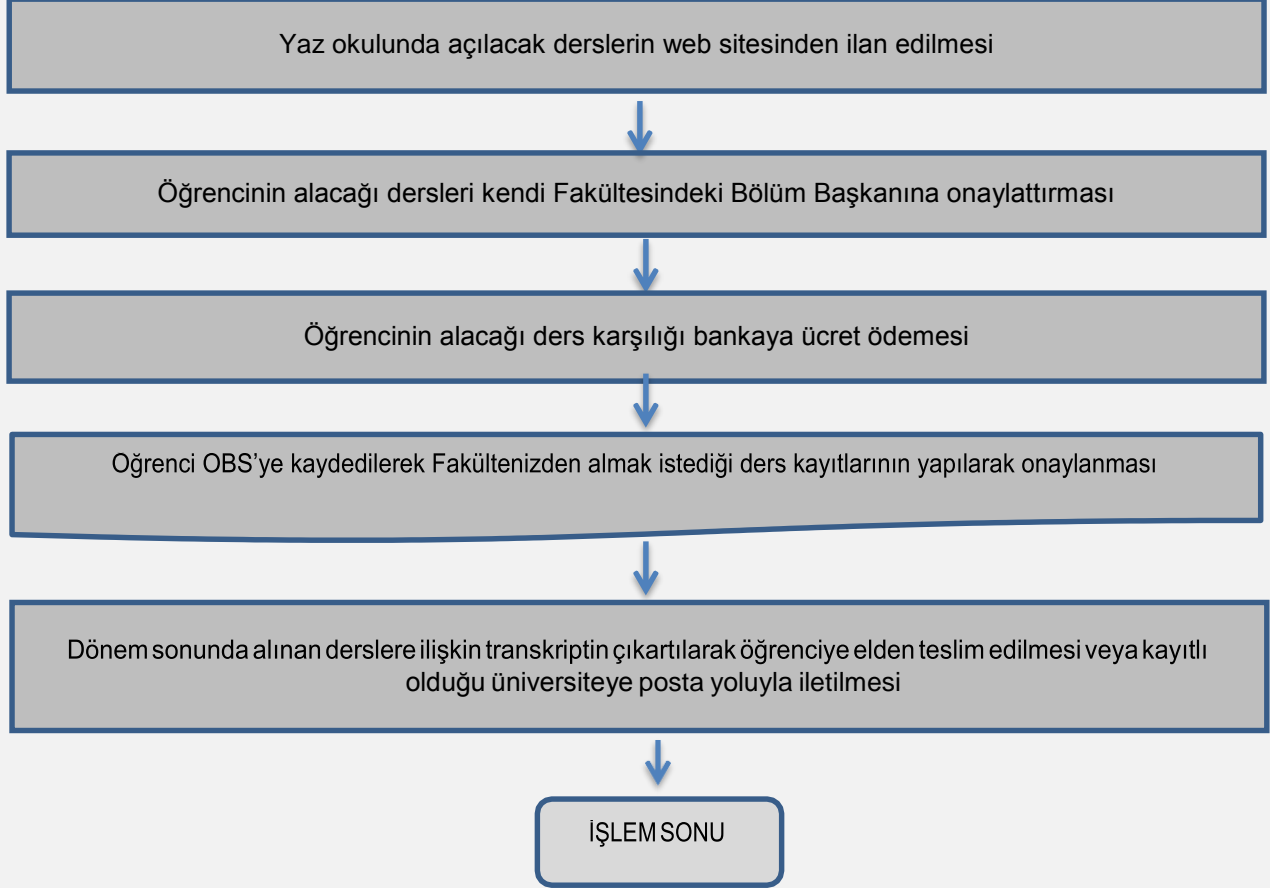 Yaz okulunda açılacak derslerin web sitesinden ilan edilmesi
Öğrencinin alacağı dersleri kendi Fakültesindeki Bölüm Başkanına onaylattırması
Öğrencinin alacağı ders karşılığı bankaya ücret ödemesi
Oğrenci OBS’ye kaydedilerek Fakültenizden almak istediği ders kayıtlarının yapılarak onaylanması
Dönem sonunda alınan derslere ilişkin transkriptin çıkartılarak öğrenciye elden teslim edilmesi veya kayıtlı
olduğu üniversiteye posta yoluyla iletilmesi
İŞLEM SONU